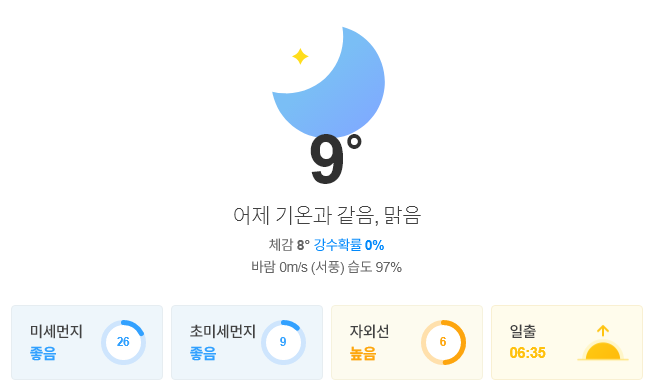 9°
어제 기온과 같음, 맑음
체감 8° 강수확률 0%
바람 0m/s (서풍) 습도 97%
미세먼지
좋음
26
초미세먼지
좋음
9
자외선
높음
6
일출
06:35